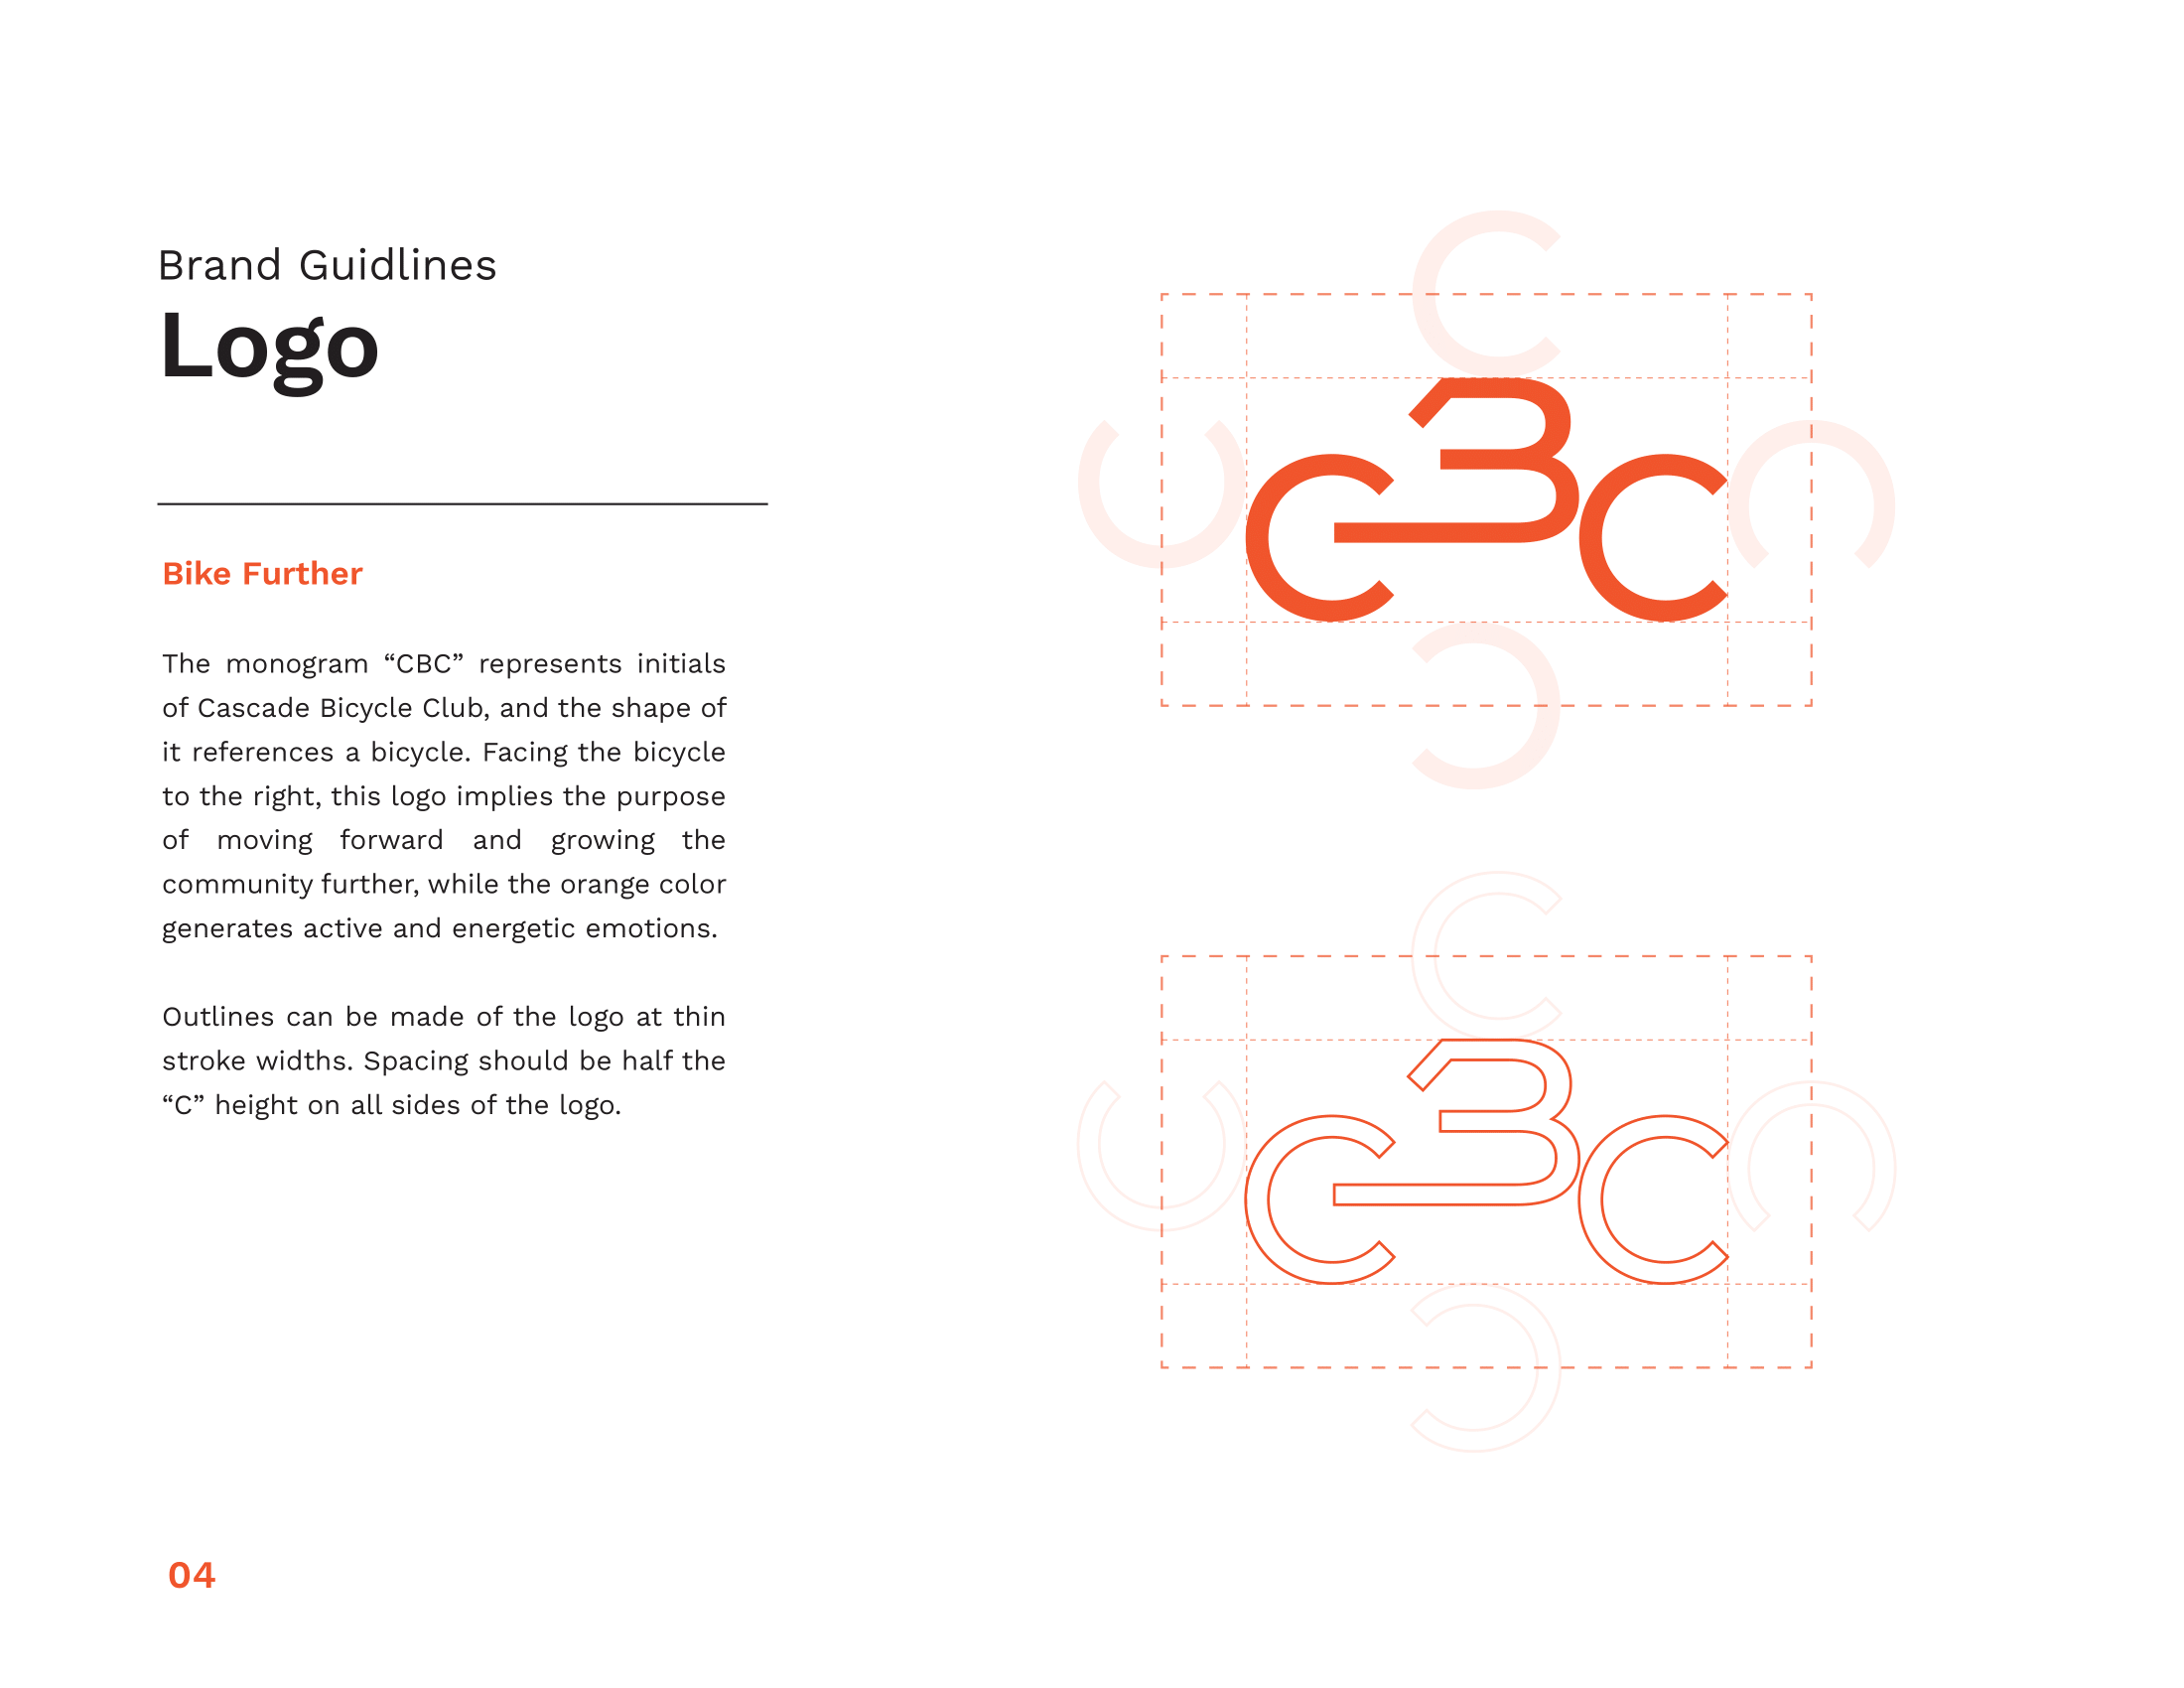 Brand Guidlines
Logo
Bike Further
The monogram “CBC” represents initials
of Cascade Bicycle Club, and the shape of
it references a bicycle. Facing the bicycle
to the right, this logo implies the purpose
of moving forward and growing the
community further, while the orange color
generates active and energetic emotions.
Outlines can be made of the logo at thin
stroke widths. Spacing should be half the
“C” height on all sides of the logo.
04
CBC
CBC